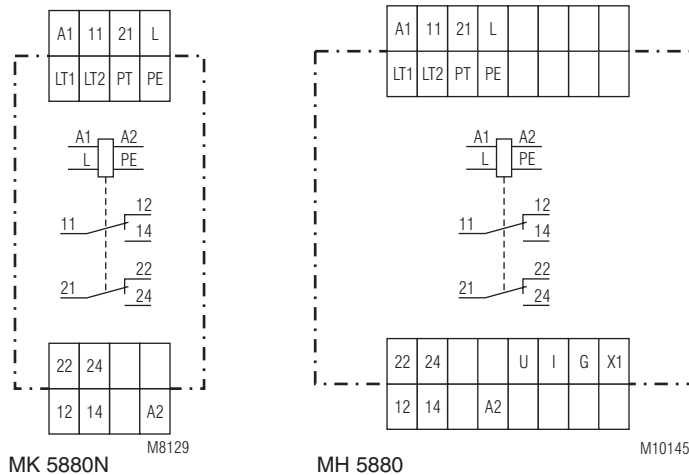 A1 11 21 L
LT1 LT2 PT PE
A1 A2
L PE
12
11 14
22
21 24
22 24
12 14 A2
M8129
MK 5880N
A1 11 21 L
LT1 LT2 PT PE
A1 A2
L PE
12
11 14
22
21 24
22 24 U I G X1
12 14 A2
M10145
MH 5880